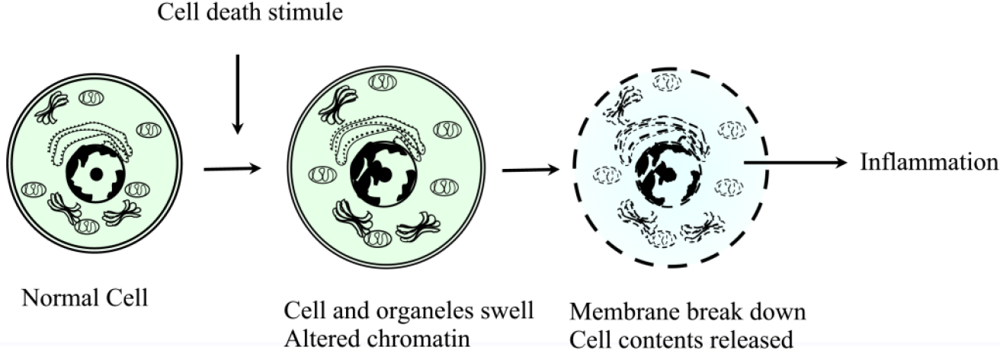 Cell death stimule
Inflammation
Normal Cell
Cell and organeles swell
Altered chromatin
Membrane break down
Cell contents released